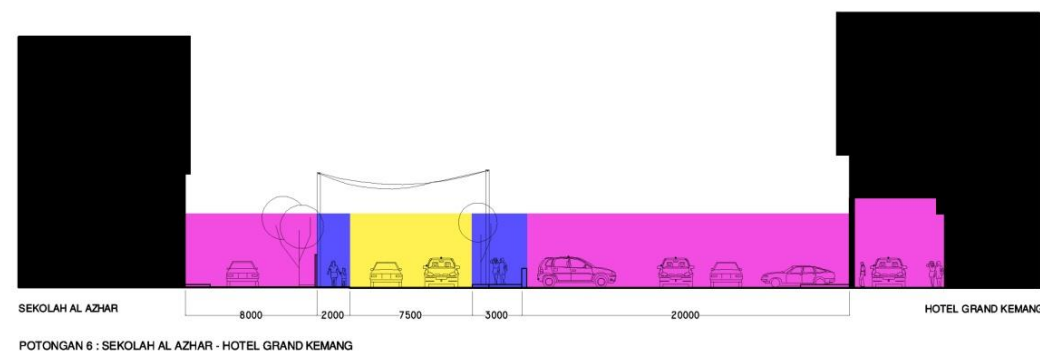 SEKOLAH AL AZHAR
8000
2000
7500
3000
20000
HOTEL GRAND KEMANG
POTONGAN 6 : SEKOLAH AL AZHAR - HOTEL GRAND KEMANG